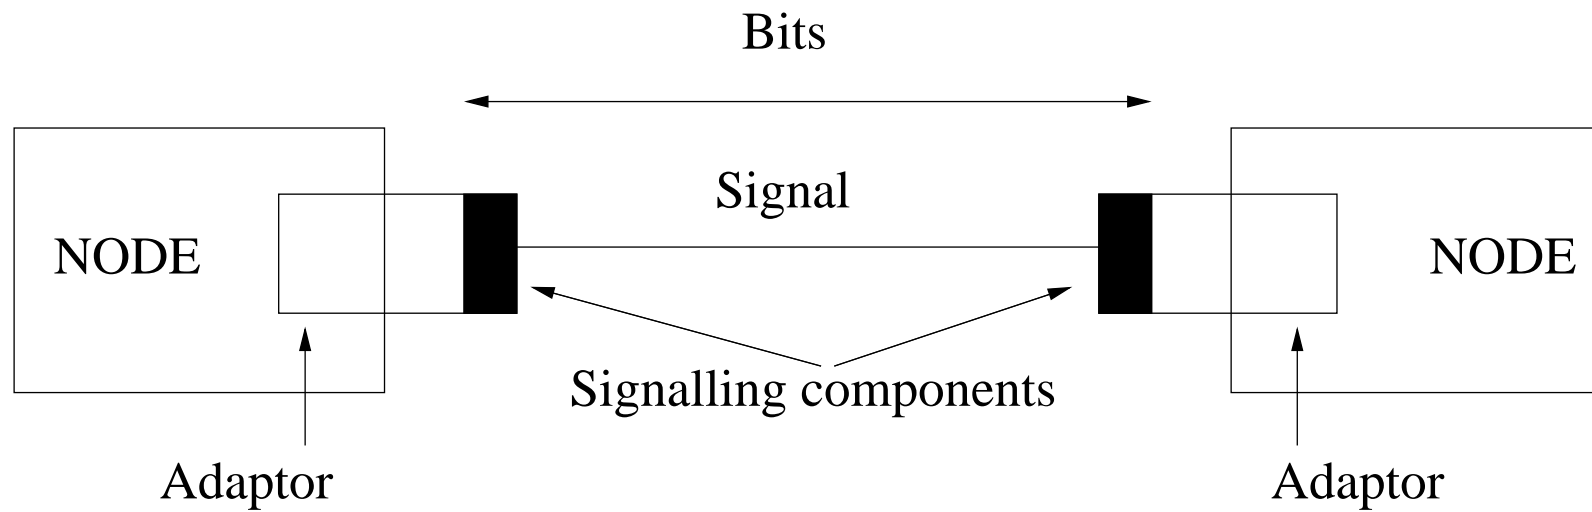 Bits
Signal
NODE
NODE
Signalling components
Adaptor
Adaptor